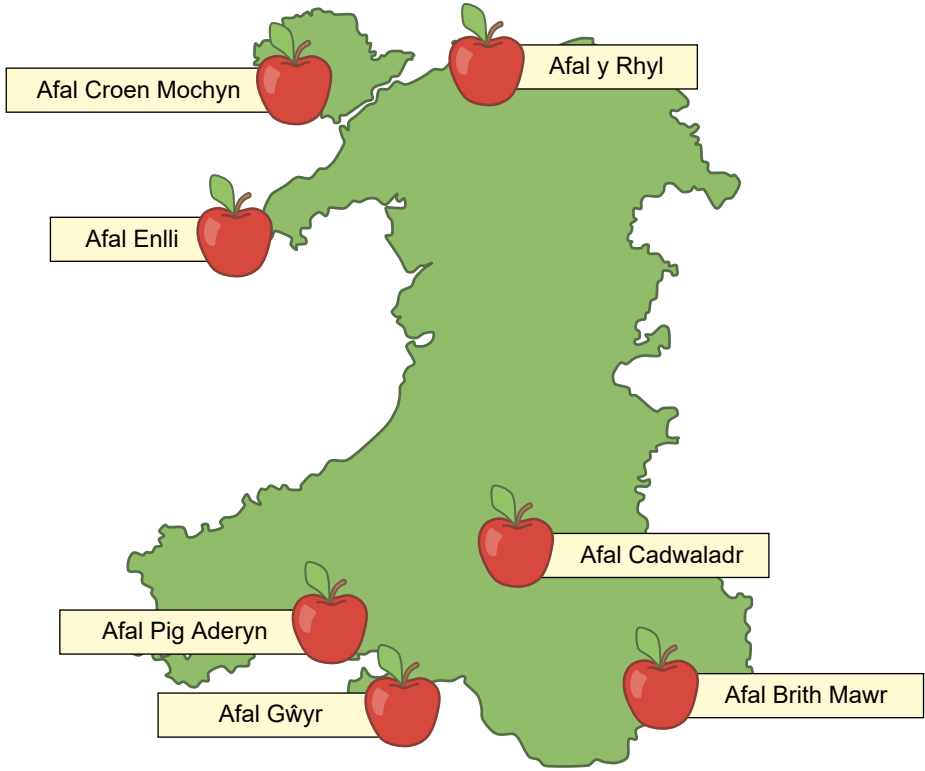 Afal y Rhyl
Afal Croen Mochyn
Afal Enlli
Afal Cadwaladr
Afal Pig Aderyn
Afal Brith Mawr
Afal Gŵyr